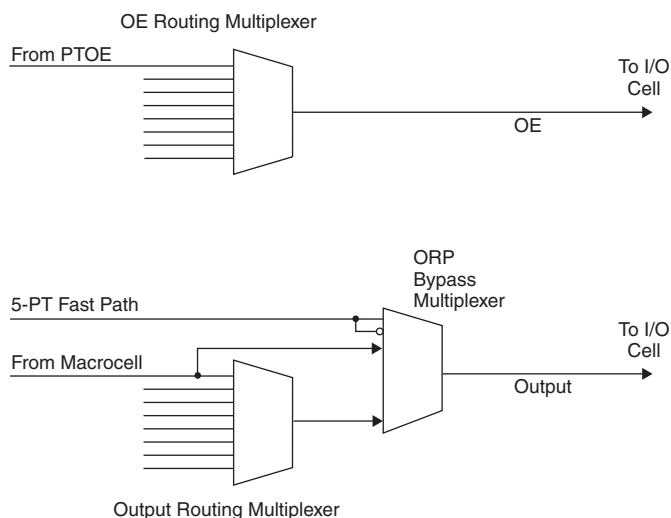 OE Routing Multiplexer
From PTOE
To I/O
Cell
OE
ORP
Bypass
Multiplexer
5-PT Fast Path
To I/O
Cell
From Macrocell
Output
Output Routing Multiplexer